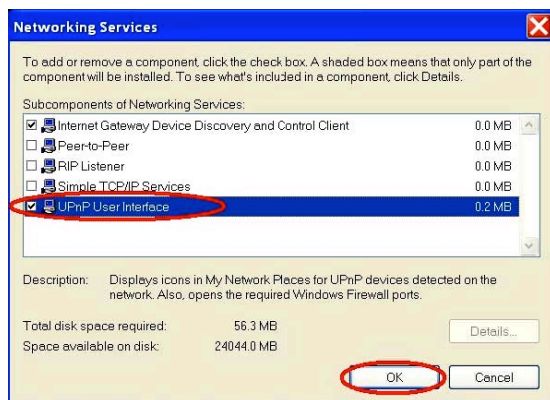 Networking Services
To add or remove a component, click the check box. A shaded box means that only part of the
component will be installed. To see what's included in a component, click Details.
Subcomponents of Networking Services:
Internet Gateway Device Discovery and Control Client 0.0 MB
Peer-to-Peer 0.0 MB
RIP Listener 0.0 MB
Simple TCP/IP Services 0.0 MB
UPnP User Interface 0.2 MB
Description: Displays icons in My Network Places for UPnP devices detected on the
network. Also, opens the required Windows Firewall ports.
Total disk space required: 56.3 MB
Space available on disk: 24044.0 MB
Details...
OK Cancel